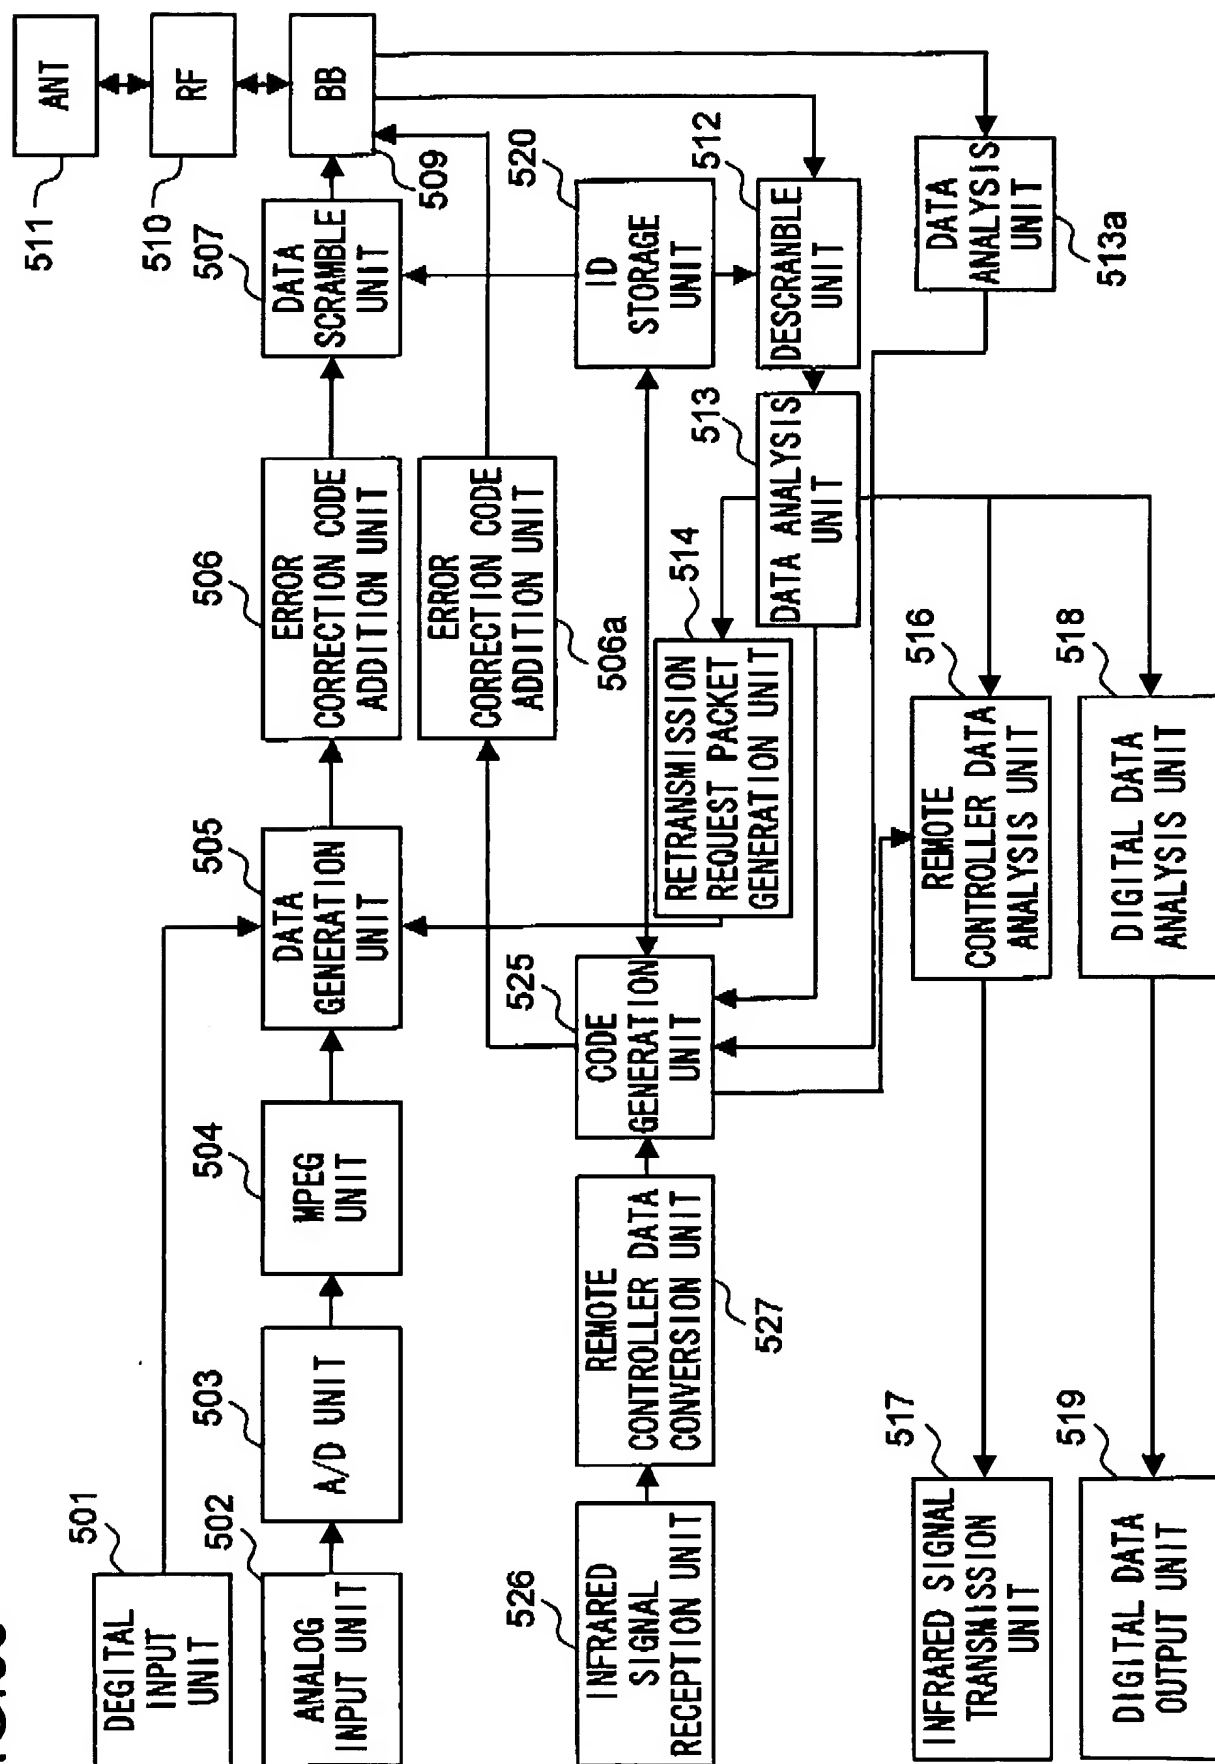 501
DEGITAL
INPUT
UNIT
502
ANALOG
INPUT UNIT
503
A/D UNIT
504
MPEG
UNIT
505
DATA
GENERATION
UNIT
506
ERROR
CORRECTION CODE
ADDITION UNIT
507
DATA
SCRAMBLE
UNIT
511
ANT
510
RF
BB
509
ERROR
CORRECTION CODE
ADDITION UNIT
506a
526
INFRARED
SIGNAL
RECEPTION UNIT
REMOTE
CONTROLLER DATA
CONVERSION UNIT
527
525
CODE
GENERATION
UNIT
520
ID
STORAGE
UNIT
514
RETRANSMISSION
REQUEST PACKET
GENERATION UNIT
513
DATA ANALYSIS
UNIT
512
DESCRANBLE
UNIT
DATA
ANALYSIS
UNIT
513a
517
INFRARED SIGNAL
TRANSMISSION
UNIT
516
REMOTE
CONTROLLER DATA
ANALYSIS UNIT
519
DIGITAL DATA
OUTPUT UNIT
518
DIGITAL DATA
ANALYSIS UNIT